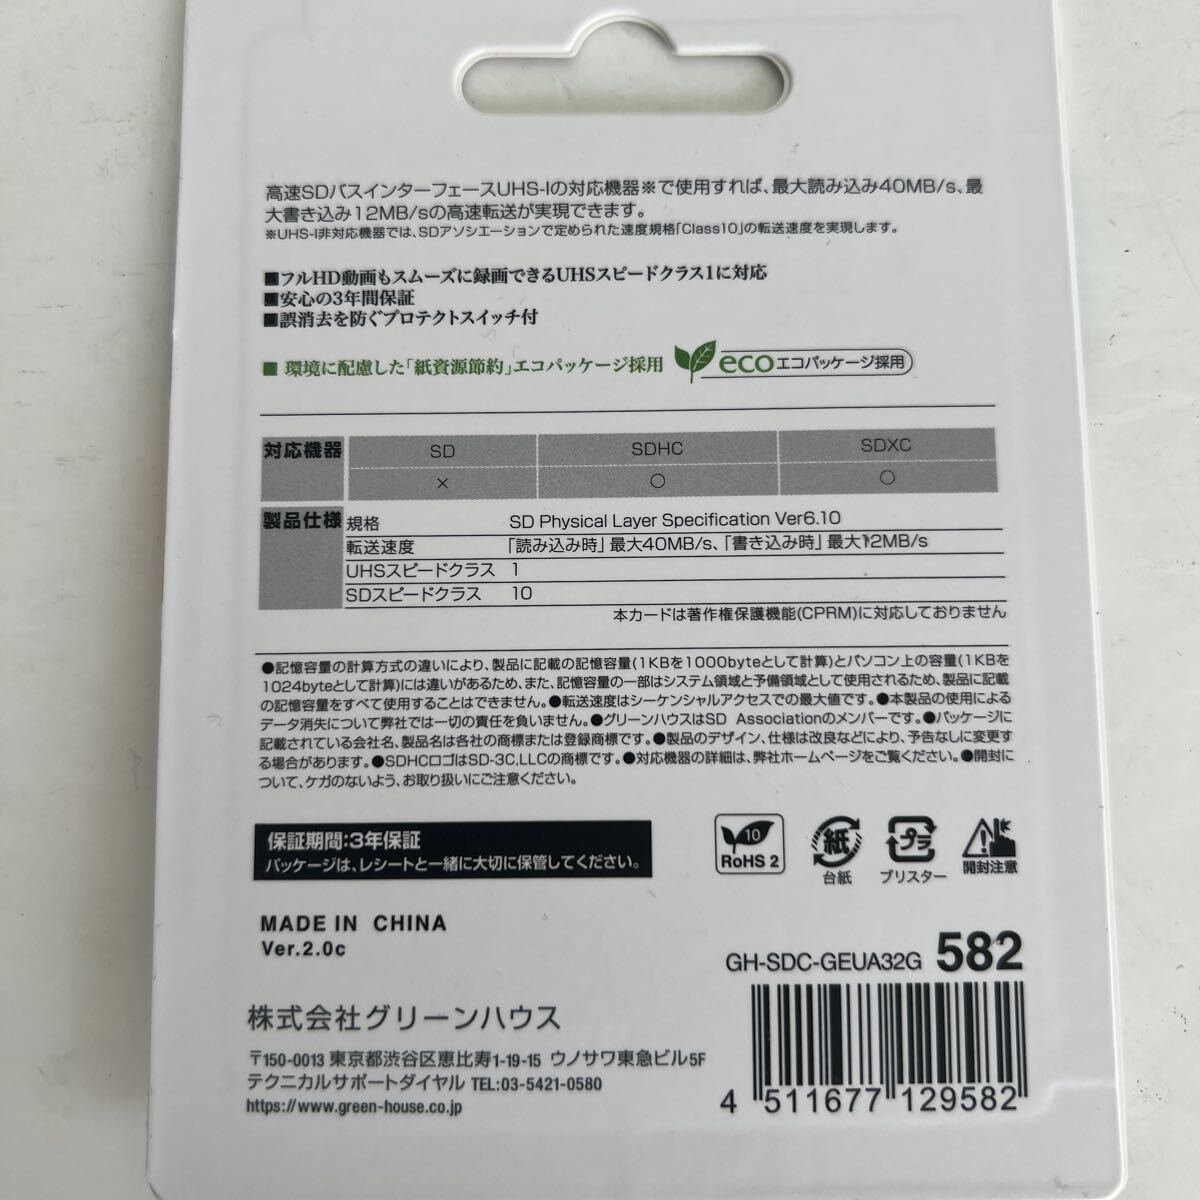 高速SDバスインターフェースUHS-Iの対応機器※で使用すれば、最大読み込み40MB/s、最
大書き込み12MB/sの高速転送が実現できます。
※UHS-I非対応機器では、SDアソシエーションで定められた速度規格｢Class10｣の転送速度を実現します。
■フルHD動画もスムーズに録画できるUHSスピードクラス1に対応
■安心の3年間保証
■誤消去を防ぐプロテクトスイッチ付
■ 環境に配慮した｢紙資源節約｣エコパッケージ採用 eco エコパッケージ採用
対応機器 SD SDHC SDXC
× ○ ○
製品仕様 規格 SD Physical Layer Specification Ver6.10
転送速度 ｢読み込み時｣ 最大40MB/s、｢書き込み時｣ 最大12MB/s
UHSスピードクラス 1
SDスピードクラス 10
本カードは著作権保護機能(CPRM)に対応しておりません
●記憶容量の計算方式の違いにより、製品に記載の記憶容量(1KBを1000byteとして計算)とパソコン上の容量(1KBを
1024byteとして計算)には違いがあるため、また、記憶容量の一部はシステム領域と予備領域として使用されるため、製品に記載
の記憶容量をすべて使用することはできません。●転送速度はシーケンシャルアクセスでの最大値です。●本製品の使用による
データ消失について弊社では一切の責任を負いません。●グリーンハウスはSD Associationのメンバーです。●パッケージに
記載されている会社名、製品名は各社の商標または登録商標です。●製品のデザイン、仕様は改良などにより、予告なしに変更す
る場合があります。●SDHCロゴはSD-3C,LLCの商標です。●対応機器の詳細は、弊社ホームページをご覧ください。●開封に
ついて、ケガのないよう、お取り扱いにご注意ください。
保証期間:3年保証
パッケージは、レシートと一緒に大切に保管してください。
10 RoHS 2
紙 台紙
プラ ブリスター
開封注意
MADE IN CHINA
Ver.2.0c
GH-SDC-GEUA32G 582
株式会社グリーンハウス
〒150-0013 東京都渋谷区恵比寿1-19-15 ウノサワ東急ビル5F
テクニカルサポートダイヤル TEL:03-5421-0580
https://www.green-house.co.jp
4 511677 129582